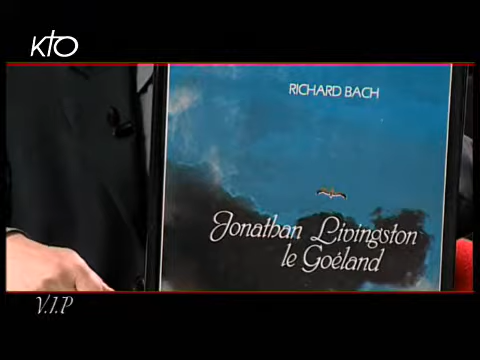 KTO
RICHARD BACH
Jonathan Livingston
le Goéland
V.I.P